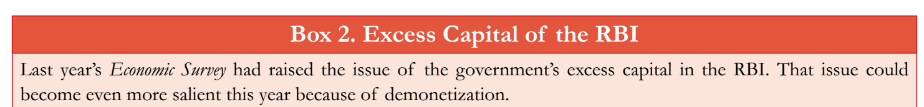 Box 2. Excess Capital of the RBI
Last year's Economic Survey had raised the issue of the government's excess capital in the RBI. That issue could
become even more salient this year because of demonetization.